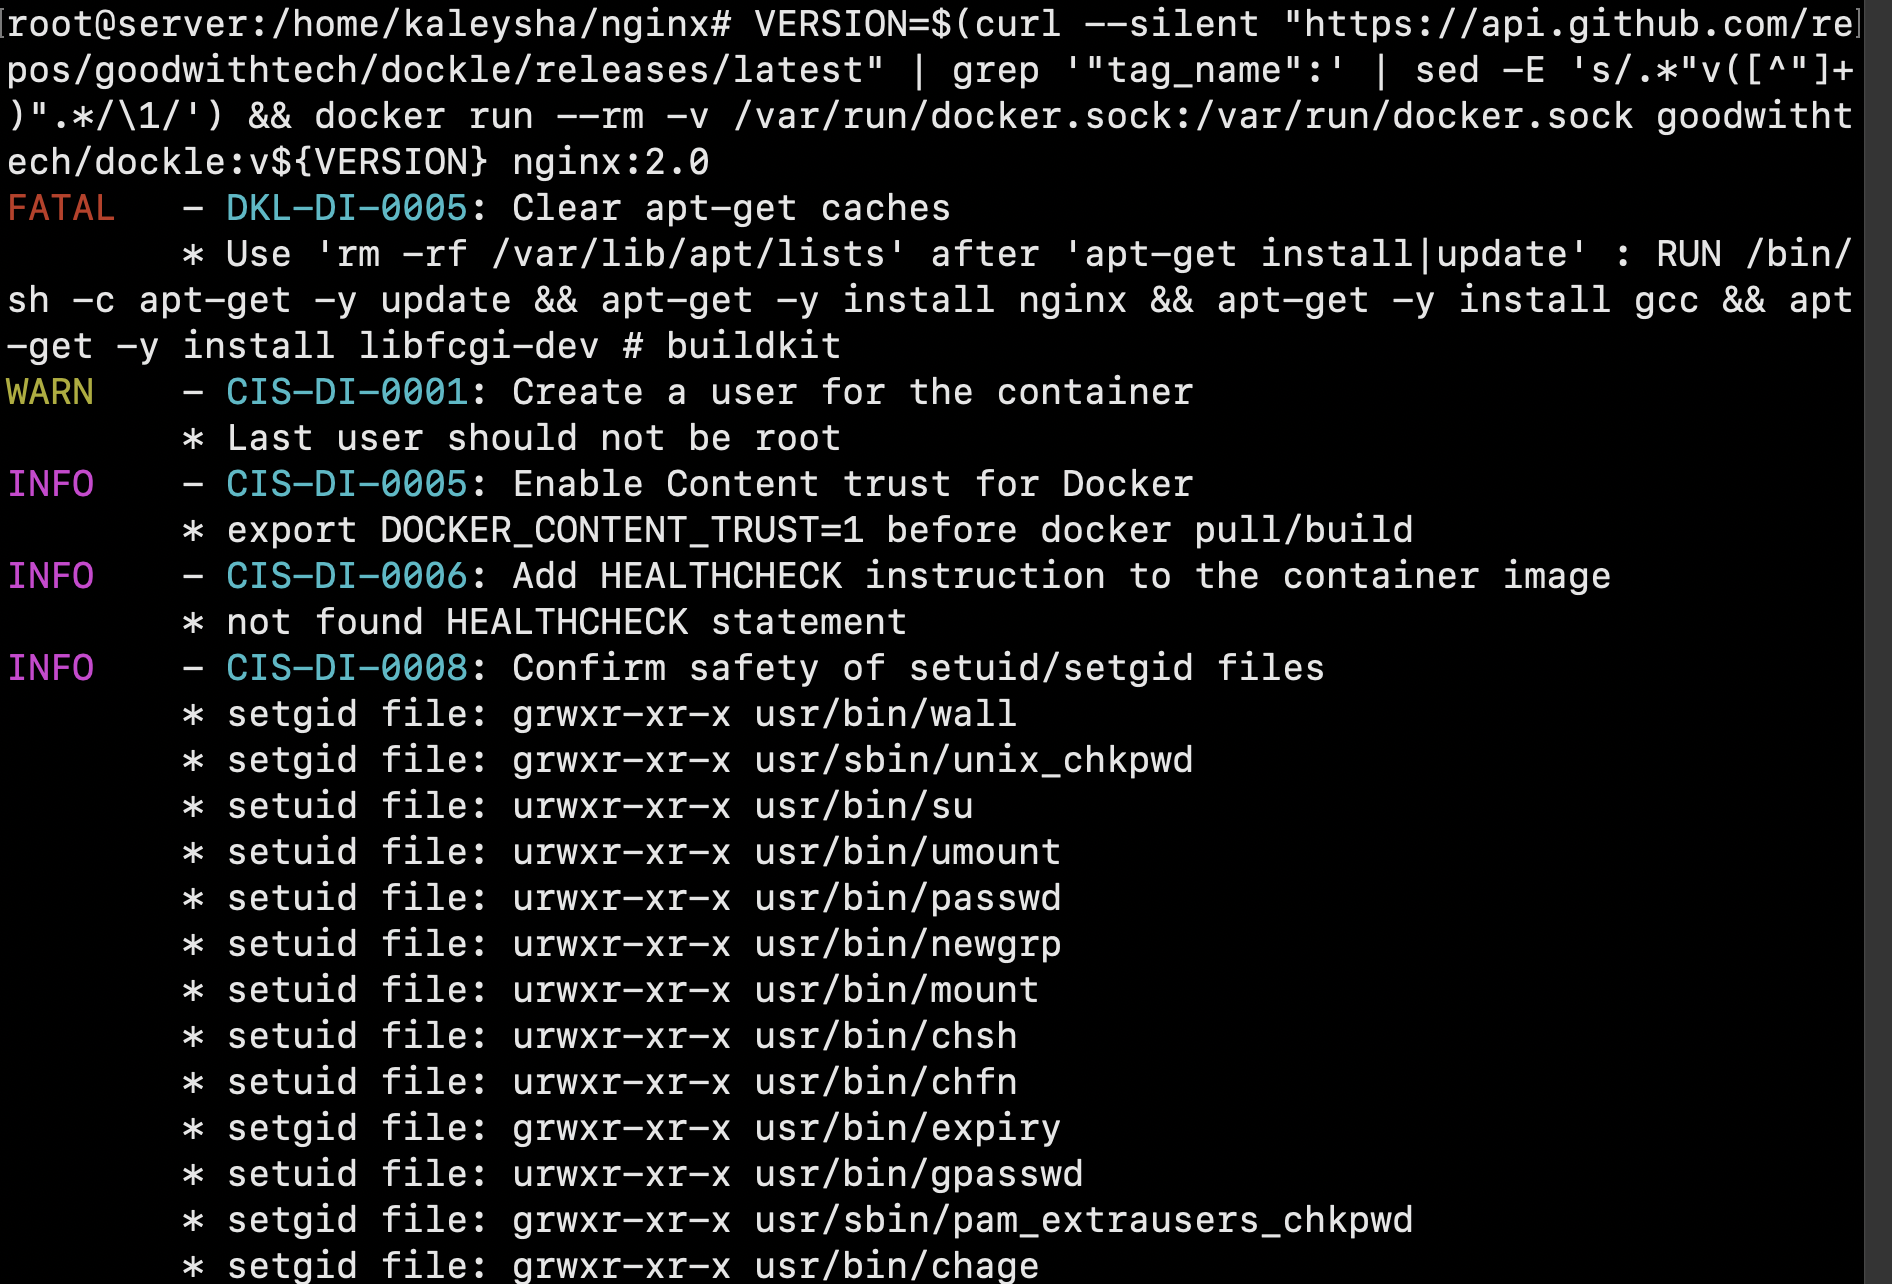 [root@server:/home/kaleysha/nginx# VERSION=$(curl --silent "https://api.github.com/re]
pos/goodwithtech/dockle/releases/latest" | grep '"tag_name":' | sed -E 's/.*"v([^"]+
)".*/\1/') && docker run --rm -v /var/run/docker.sock:/var/run/docker.sock goodwitht
ech/dockle:v${VERSION} nginx:2.0
FATAL   - DKL-DI-0005: Clear apt-get caches
        * Use 'rm -rf /var/lib/apt/lists' after 'apt-get install|update' : RUN /bin/
sh -c apt-get -y update && apt-get -y install nginx && apt-get -y install gcc && apt
-get -y install libfcgi-dev # buildkit
WARN    - CIS-DI-0001: Create a user for the container
        * Last user should not be root
INFO    - CIS-DI-0005: Enable Content trust for Docker
        * export DOCKER_CONTENT_TRUST=1 before docker pull/build
INFO    - CIS-DI-0006: Add HEALTHCHECK instruction to the container image
        * not found HEALTHCHECK statement
INFO    - CIS-DI-0008: Confirm safety of setuid/setgid files
        * setgid file: grwxr-xr-x usr/bin/wall
        * setgid file: grwxr-xr-x usr/sbin/unix_chkpwd
        * setuid file: urwxr-xr-x usr/bin/su
        * setuid file: urwxr-xr-x usr/bin/umount
        * setuid file: urwxr-xr-x usr/bin/passwd
        * setuid file: urwxr-xr-x usr/bin/newgrp
        * setuid file: urwxr-xr-x usr/bin/mount
        * setuid file: urwxr-xr-x usr/bin/chsh
        * setuid file: urwxr-xr-x usr/bin/chfn
        * setgid file: grwxr-xr-x usr/bin/expiry
        * setuid file: urwxr-xr-x usr/bin/gpasswd
        * setgid file: grwxr-xr-x usr/sbin/pam_extrausers_chkpwd
        * setgid file: grwxr-xr-x usr/bin/chage